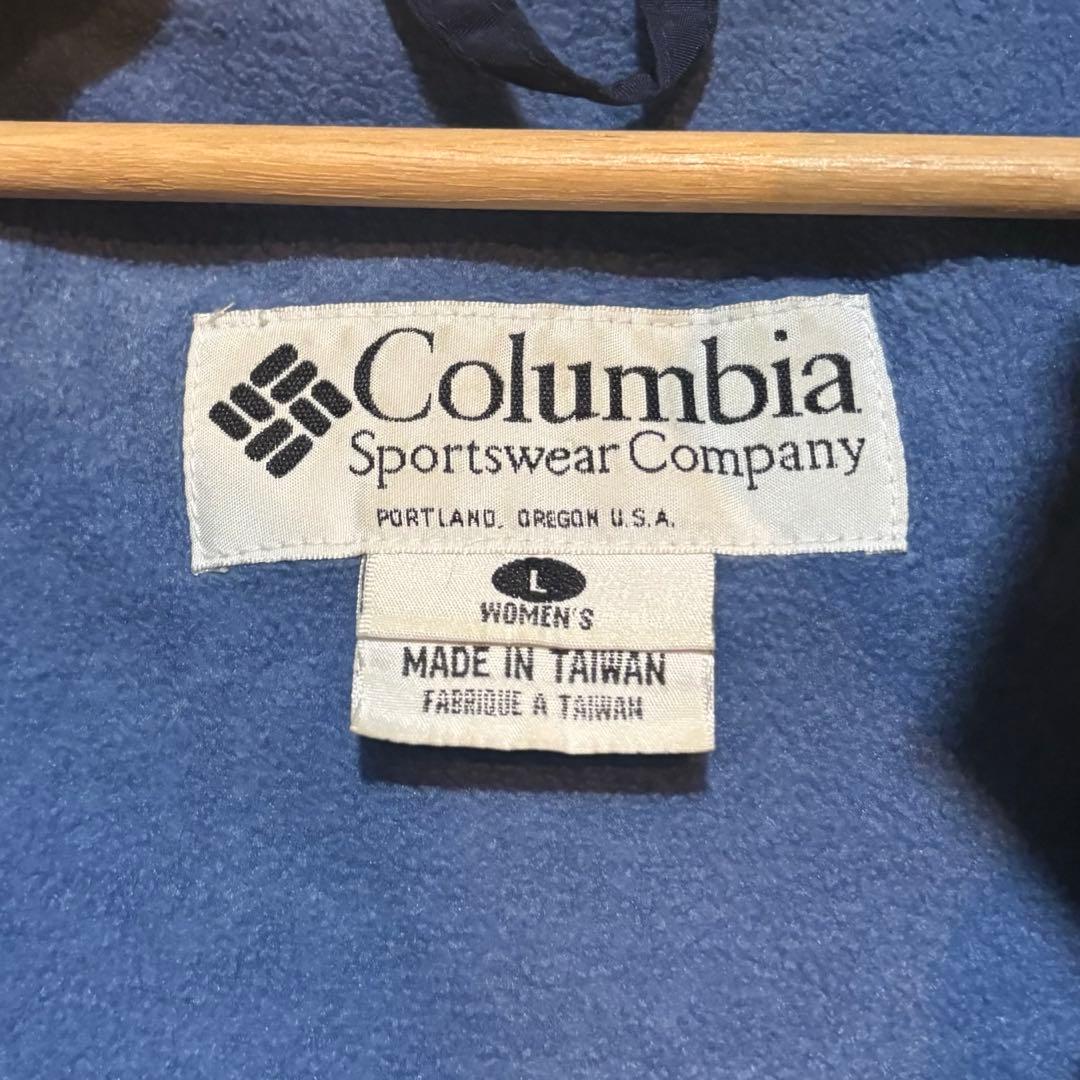 Columbia
Sportswear Company
PORTLAND, OREGON U.S.A.
L
WOMEN'S
MADE IN TAIWAN
FABRIQUE A TAIWAN